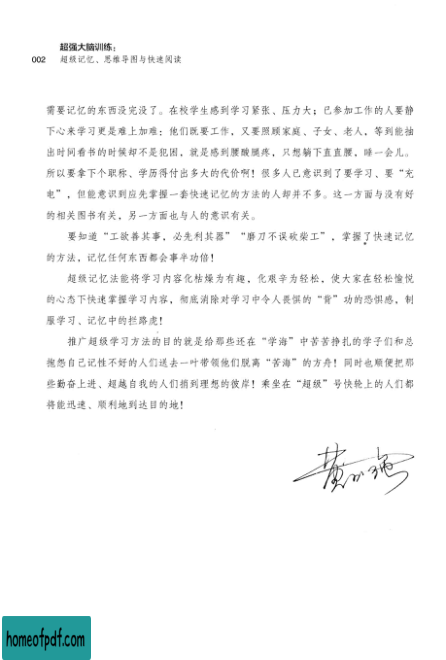 超强大脑训练：
002 超级记忆、思维导图与快速阅读
需要记忆的东西没完没了。在校学生感到学习紧张、压力大；已参加工作的人要静
下心来学习更是难上加难：他们既要工作，又要照顾家庭、子女、老人，等到能抽
出时间看书的时候却不是犯困，就是感到腰酸腿疼，只想躺下直直腰，睡一会儿。
所以要拿下个职称、学历得付出多大的代价啊！很多人已意识到了要学习、要“充
电”，但能意识到应先掌握一套快速记忆的方法的人却并不多。这一方面与没有好
的相关图书有关，另一方面也与人的意识有关。
要知道“工欲善其事，必先利其器”“磨刀不误砍柴工”，掌握了快速记忆
的方法，记忆任何东西都会事半功倍！
超级记忆法能将学习内容化枯燥为有趣，化艰辛为轻松，使大家在轻松愉悦
的心态下快速掌握学习内容，彻底消除对学习中令人畏惧的“背”功的恐惧感，制
服学习、记忆中的拦路虎！
推广超级学习方法的目的就是给那些还在“学海”中苦苦挣扎的学子们和总
抱怨自己记性不好的人们送去一叶带领他们脱离“苦海”的方舟！同时也顺便把那
些勤奋上进、超越自我的人们捎到理想的彼岸！乘坐在“超级”号快轮上的人们都
将能迅速、顺利地到达目的地！
homeofpdf.com